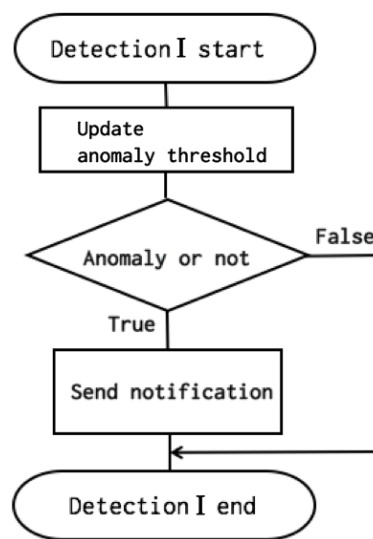 Detection I start
Update
anomaly threshold
Anomaly or not
False
True
Send notification
Detection I end